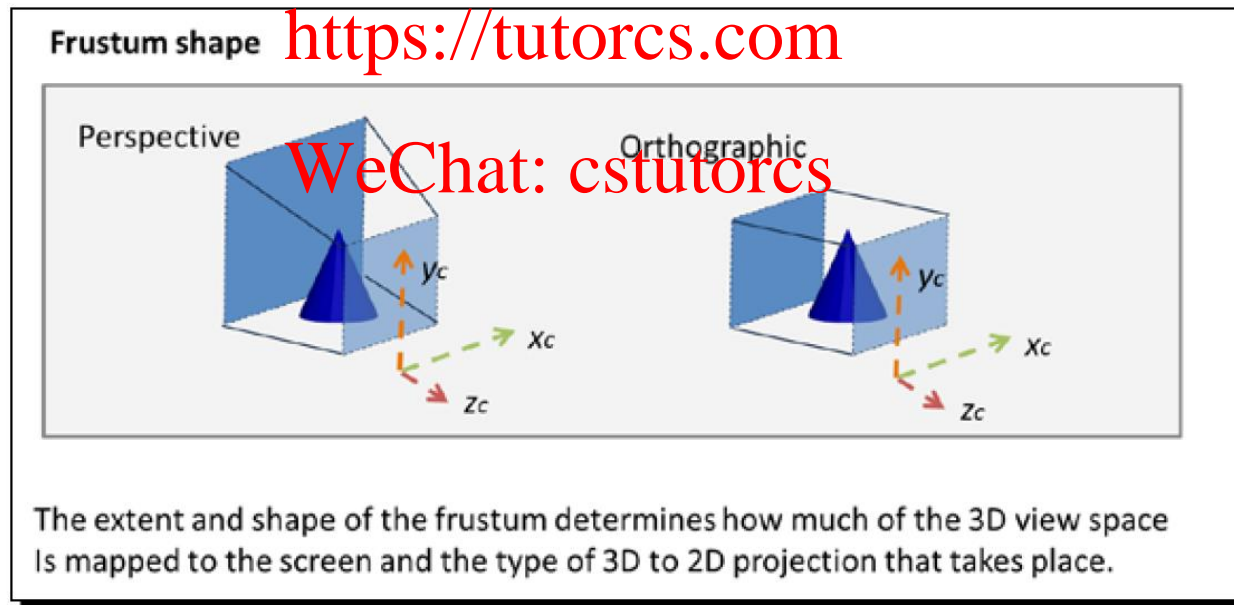 Frustum shape https://tutorcs.com
Perspective
WeChat: cstutorcs
Orthographic
yc
xc
zc
yc
xc
zc
The extent and shape of the frustum determines how much of the 3D view space
Is mapped to the screen and the type of 3D to 2D projection that takes place.